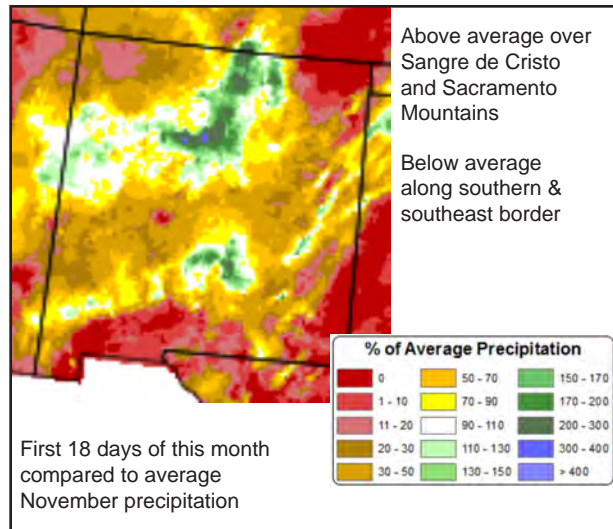 Above average over
Sangre de Cristo
and Sacramento
Mountains
Below average
along southern &
southeast border
% of Average Precipitation
0
1 - 10
11 - 20
20 - 30
30 - 50
50 - 70
70 - 90
90 - 110
110 - 130
130 - 150
150 - 170
170 - 200
200 - 300
300 - 400
> 400
First 18 days of this month
compared to average
November precipitation